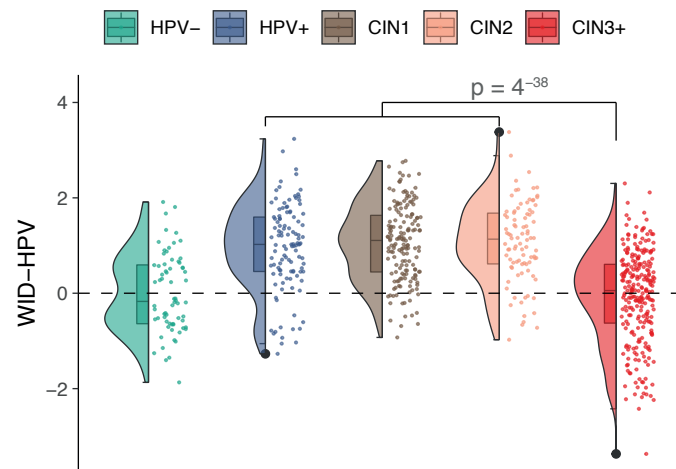 HPV− HPV+ CIN1 CIN2 CIN3+
p = 4⁻³⁸
4
2
0
−2
WID−HPV